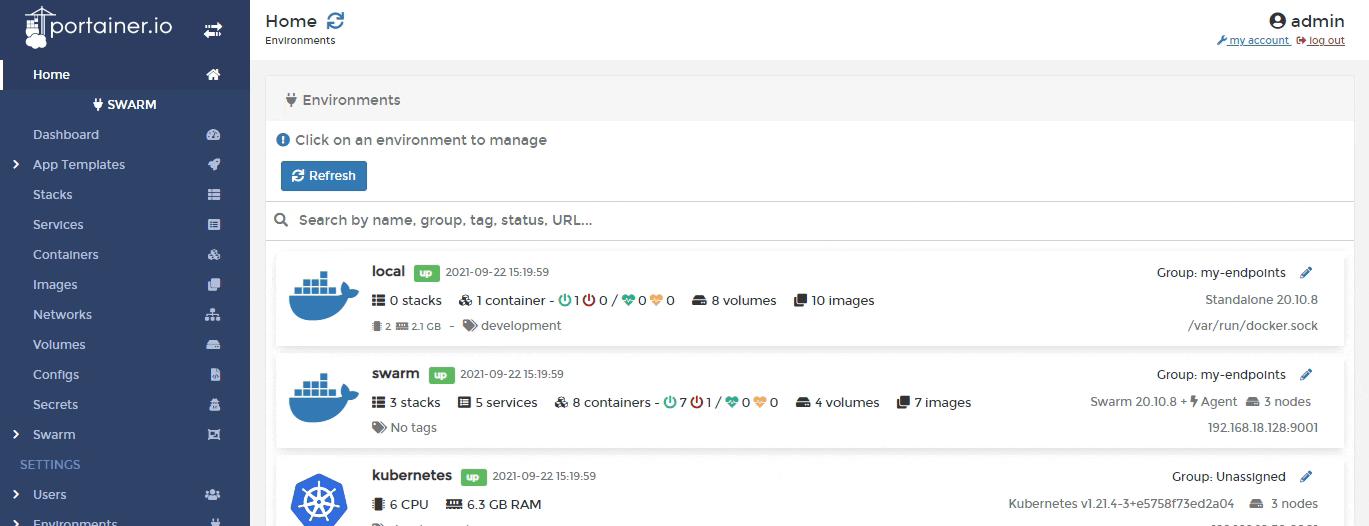 portainer.io
Home
SWARM
Dashboard
App Templates
Stacks
Services
Containers
Images
Networks
Volumes
Configs
Secrets
Swarm
SETTINGS
Users
Environments
Home
Environments
admin
my account log out
Environments
Click on an environment to manage
Refresh
Search by name, group, tag, status, URL...
local up 2021-09-22 15:19:59 Group: my-endpoints
0 stacks 1 container - 1 0 / 0 0 8 volumes 10 images Standalone 20.10.8
2 2.1 GB - development /var/run/docker.sock
swarm up 2021-09-22 15:19:59 Group: my-endpoints
3 stacks 5 services 8 containers - 7 1 / 0 0 4 volumes 7 images Swarm 20.10.8 + Agent 3 nodes
No tags 192.168.18.128:9001
kubernetes up 2021-09-22 15:19:59 Group: Unassigned
6 CPU 6.3 GB RAM Kubernetes v1.21.4-3+e5758f73ed2a04 3 nodes